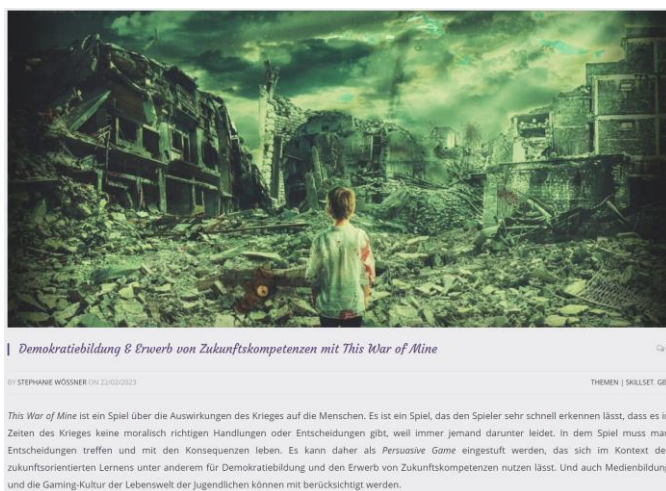 Demokratiebildung & Erwerb von Zukunftskompetenzen mit This War of Mine
BY STEPHANIE WÖSSNER ON 22/02/2023
THEMEN | SKILLSET. GB
This War of Mine ist ein Spiel über die Auswirkungen des Krieges auf die Menschen. Es ist ein Spiel, das den Spieler sehr schnell erkennen lässt, dass es in
Zeiten des Krieges keine moralisch richtigen Handlungen oder Entscheidungen gibt, weil immer jemand darunter leidet. In dem Spiel muss man
Entscheidungen treffen und mit den Konsequenzen leben. Es kann daher als Persuasive Game eingestuft werden, das sich im Kontext de
zukunftsorientierten Lernens unter anderem für Demokratiebildung und den Erwerb von Zukunftskompetenzen nutzen lässt. Und auch Medienbildung
und die Gaming-Kultur der Lebenswelt der Jugendlichen können mit berücksichtigt werden.